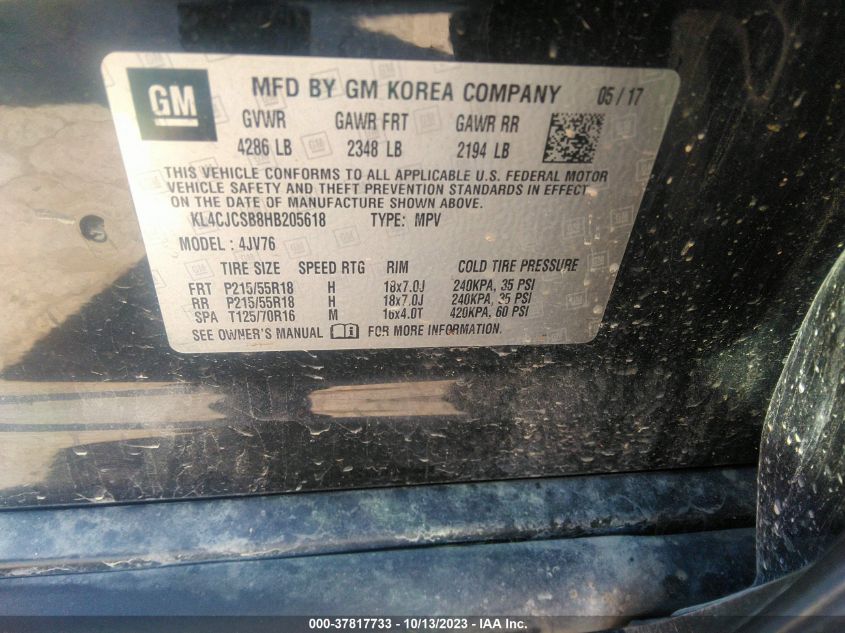 GM MFD BY GM KOREA COMPANY 05 / 17
GVWR GAWR FRT GAWR RR
4286 LB 2348 LB 2194 LB
THIS VEHICLE CONFORMS TO ALL APPLICABLE U.S. FEDERAL MOTOR
VEHICLE SAFETY AND THEFT PREVENTION STANDARDS IN EFFECT
ON THE DATE OF MANUFACTURE SHOWN ABOVE.
KL4CJCSB8HB205618 TYPE: MPV
MODEL : 4JV76
TIRE SIZE SPEED RTG RIM COLD TIRE PRESSURE
FRT P215/55R18 H 18x7.0J 240KPA, 35 PSI
RR P215/55R18 H 18x7.0J 240KPA, 35 PSI
SPA T125/70R16 M 16x4.0T 420KPA, 60 PSI
SEE OWNER'S MANUAL FOR MORE INFORMATION.
000-37817733 - 10/13/2023 - IAA Inc.